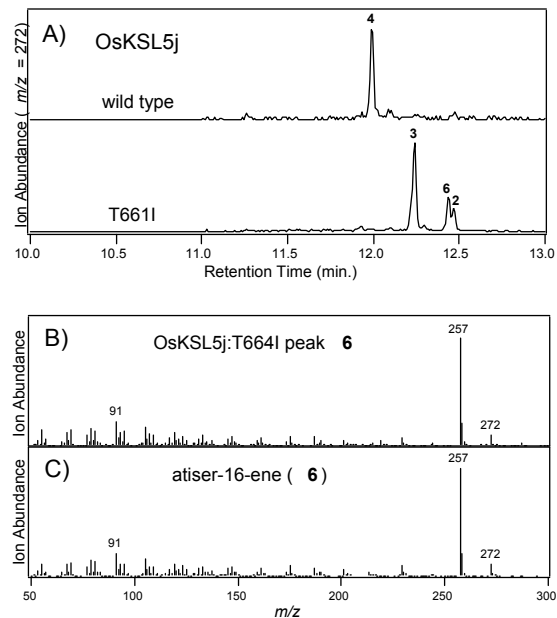 A)
OsKSL5j
wild type
4
T661I
3
6
2
Ion Abundance ( m/z = 272)
10.0 10.5 11.0 11.5 12.0 12.5 13.0
Retention Time (min.)
B)
OsKSL5j:T664I peak 6
257
91
272
Ion Abundance
C)
atiser-16-ene ( 6 )
257
91
272
Ion Abundance
50 100 150 200 250 300
m/z